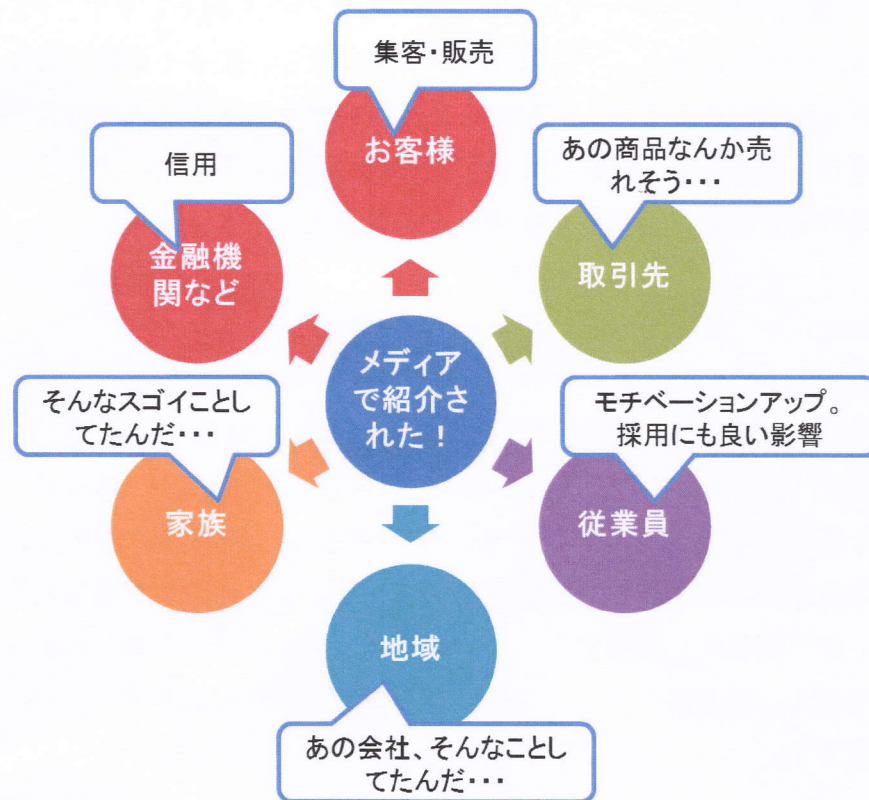 集客・販売
お客様
信用
金融機
関など
あの商品なんか売
れそう・・・
取引先
メディア
で紹介さ
れた！
そんなスゴイことし
てたんだ・・・
家族
モチベーションアップ。
採用にも良い影響
従業員
地域
あの会社、そんなことし
てたんだ・・・